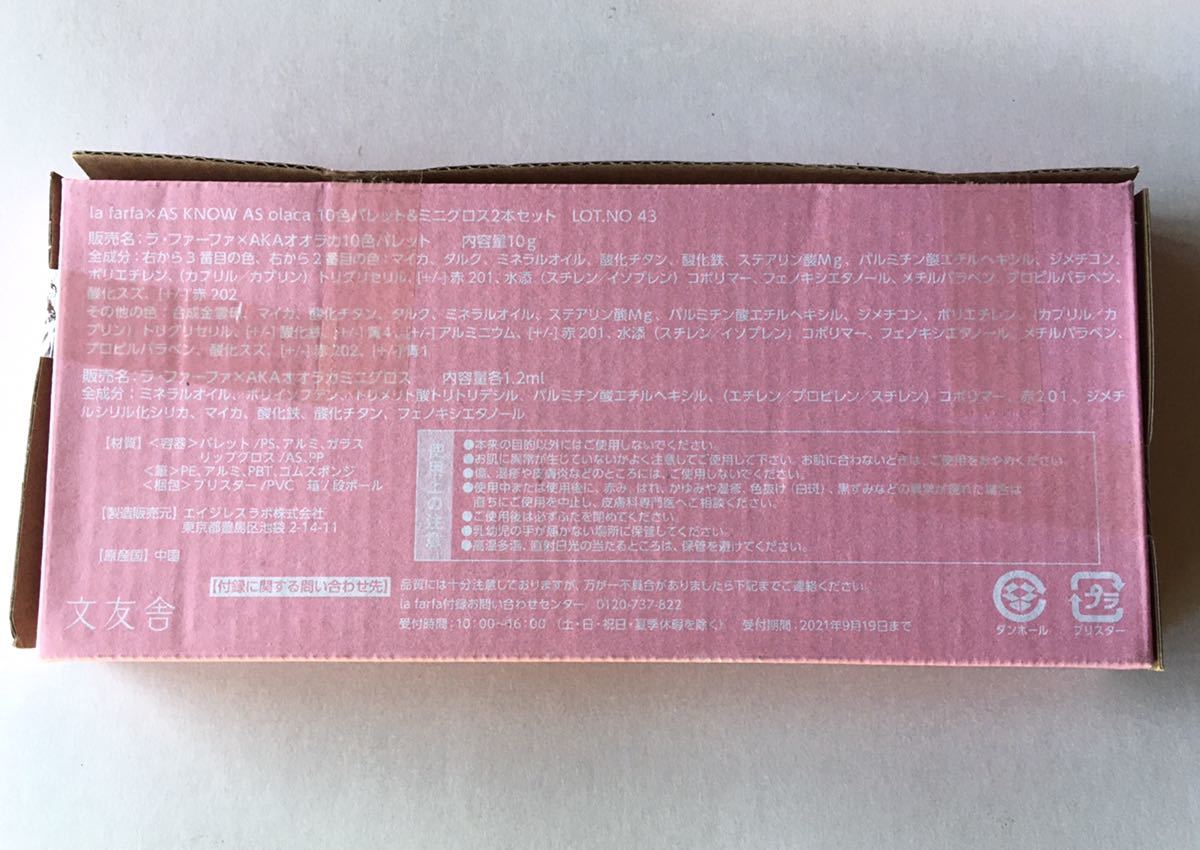 la farfa×AS KNOW AS olaca 10色パレット&ミニグロス2本セット LOT.NO 43
販売名：ラ・ファーファ×AKAオオラカ10色パレット 内容量10g
全成分：右から3番目の色、右から2番目の色：マイカ、タルク、ミネラルオイル、酸化チタン、酸化鉄、ステアリン酸Mg、パルミチン酸エチルヘキシル、ジメチコン、
ポリエチレン、（カプリル／カプリン）トリグリセリル、[+/-]赤201、水添（スチレン/イソプレン）コポリマー、フェノキシエタノール、メチルパラベン、プロピルパラベン、
酸化スズ、[+/-]赤202
その他の色：合成金雲母、マイカ、酸化チタン、タルク、ミネラルオイル、ステアリン酸Mg、パルミチン酸エチルヘキシル、ジメチコン、ポリエチレン、（カプリル／カ
プリン）トリグリセリル、[+/-]酸化鉄、[+/-]黄4、[+/-]アルミニウム、[+/-]赤201、水添（スチレン/イソプレン）コポリマー、フェノキシエタノール、メチルパラベン、
プロピルパラベン、酸化スズ、[+/-]赤202、[+/-]青1
販売名：ラ・ファーファ×AKAオオラカミニグロス 内容量各1.2ml
全成分：ミネラルオイル、ポリイソブテン、トリメリト酸トリトリデシル、パルミチン酸エチルヘキシル、（エチレン／プロピレン／スチレン）コポリマー、赤201、ジメチ
ルシリル化シリカ、マイカ、酸化鉄、酸化チタン、フェノキシエタノール
【材質】＜容器＞パレット/PS、アルミ、ガラス
リップグロス/AS、PP
＜筆＞PE、アルミ、PBT、ゴムスポンジ
＜梱包＞ブリスター/PVC 箱/段ボール
【製造販売元】エイジレスラボ株式会社
東京都豊島区池袋2-14-11
【原産国】中国
使用上の注意
●本来の目的以外にはご使用しないでください。
●お肌に異常が生じていないかよく注意してご使用下さい。お肌に合わないときは、ご使用をおやめください。
●傷、湿疹や皮膚炎などのところには、ご使用しないでください。
●使用中または使用後に、赤み、はれ、かゆみや湿疹、色抜け（白斑）、黒ずみなどの異常が現れた場合は
直ちにご使用を中止し、皮膚科専門医へご相談ください。
●ご使用後は必ずふたを閉めてください。
●乳幼児の手が届かない場所に保管してください。
●高温多湿、直射日光の当たるところは、保管を避けてください。
文友舎
【付録に関する問い合わせ先】 品質には十分注意しておりますが、万が一不具合がありましたら下記までご連絡ください。
la farfa付録お問い合わせセンター 0120-737-822
受付時間：10：00〜16：00（土・日・祝日・夏季休暇を除く） 受付期間：2021年9月19日まで
ダンボール
プラ
ブリスター